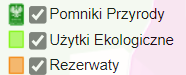 Pomniki Przyrody
Użytki Ekologiczne
Rezerwaty